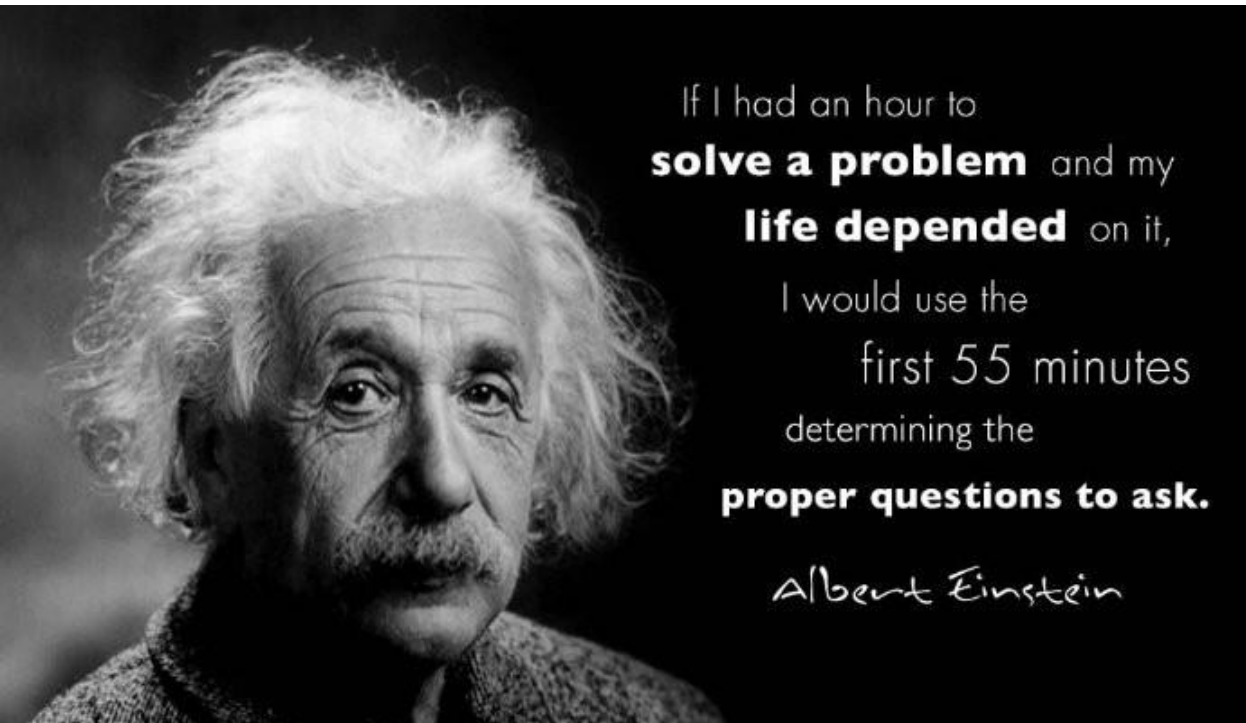 If I had an hour to
solve a problem and my
life depended on it,
I would use the
first 55 minutes
determining the
proper questions to ask.
Albert Einstein